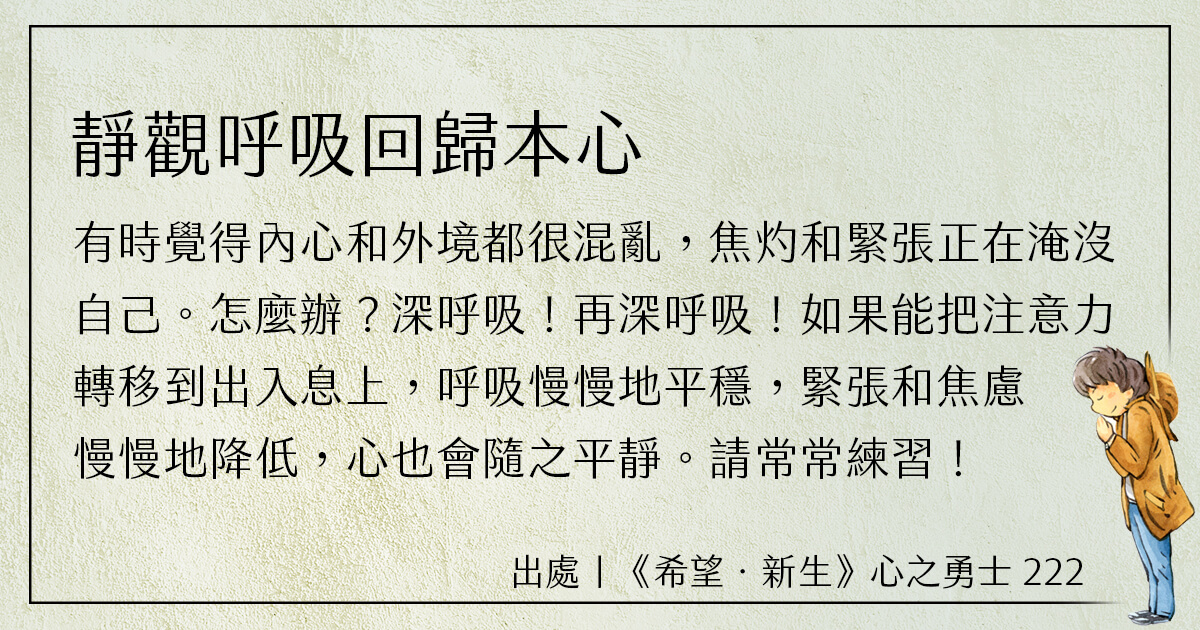 靜觀呼吸回歸本心
有時覺得內心和外境都很混亂，焦灼和緊張正在淹沒
自己。怎麼辦？深呼吸！再深呼吸！如果能把注意力
轉移到出入息上，呼吸慢慢地平穩，緊張和焦慮
慢慢地降低，心也會隨之平靜。請常常練習！
出處｜《希望．新生》心之勇士 222